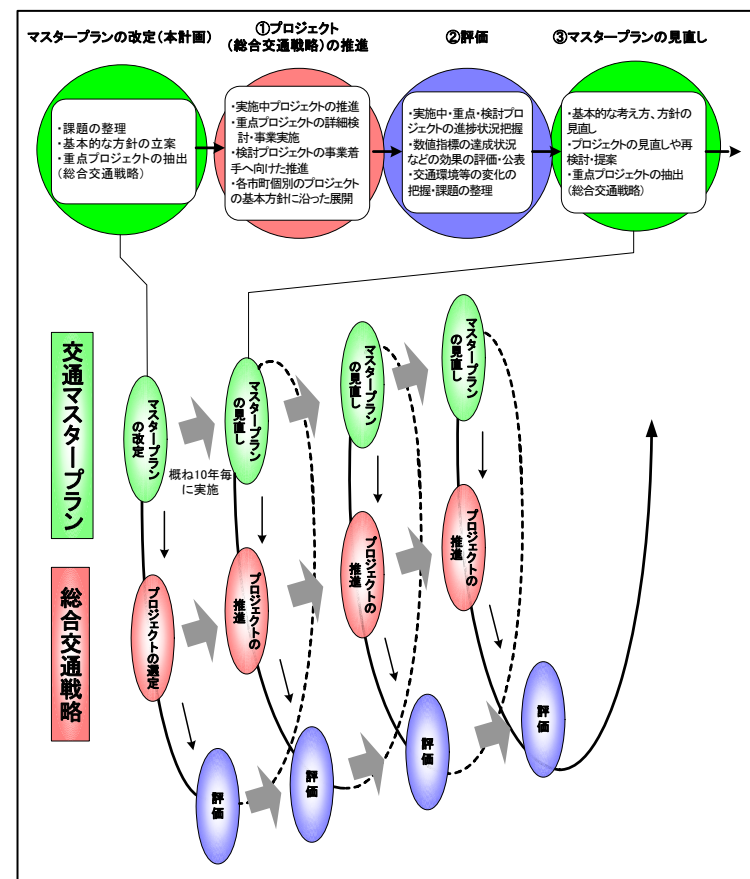 マスタープランの改定(本計画)
①プロジェクト
(総合交通戦略)の推進
②評価
③マスタープランの見直し
・課題の整理
・基本的な方針の立案
・重点プロジェクトの抽出
(総合交通戦略)
・実施中プロジェクトの推進
・重点プロジェクトの詳細検
討・事業実施
・検討プロジェクトの事業着
手へ向けた推進
・各市町個別のプロジェクト
の基本方針に沿った展開
・実施中・重点・検討プロ
ジェクトの進捗状況把握
・数値指標の達成状況
などの効果の評価・公表
・交通環境等の変化の
把握・課題の整理
・基本的な考え方、方針の
見直し
・プロジェクトの見直しや再
検討・提案
・重点プロジェクトの抽出
(総合交通戦略)
交通マスタープラン
マスタープラン
の改定
マスタープラン
の見直し
マスタープラン
の見直し
マスタープラン
の見直し
概ね10年毎
に実施
総合交通戦略
プロジェクトの選定
プロジェクトの
推進
プロジェクトの
推進
プロジェクトの
推進
評価
評価
評価
評価